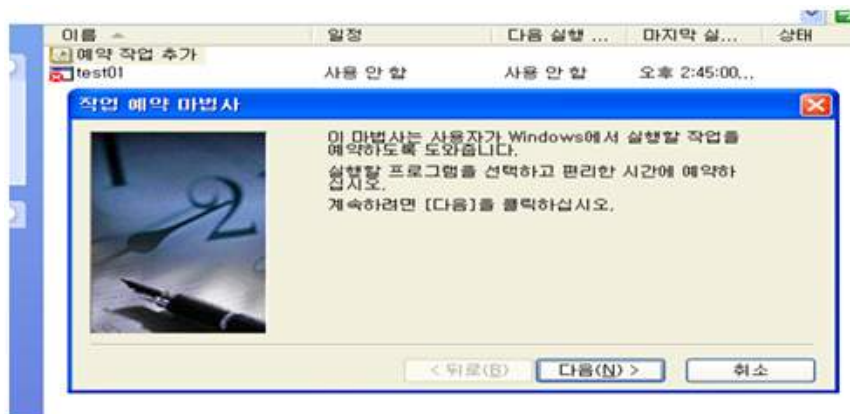 이름 일정 다음 실행 ... 마지막 실... 상태
예약 작업 추가
test01 사용 안 함 사용 안 함 오후 2:45:00...
작업 예약 마법사
이 마법사는 사용자가 Windows에서 실행할 작업을
예약하도록 도와줍니다.
실행할 프로그램을 선택하고 편리한 시간에 예약하
십시오.
계속하려면 [다음]을 클릭하십시오.
< 뒤로(B) 다음(N) > 취소